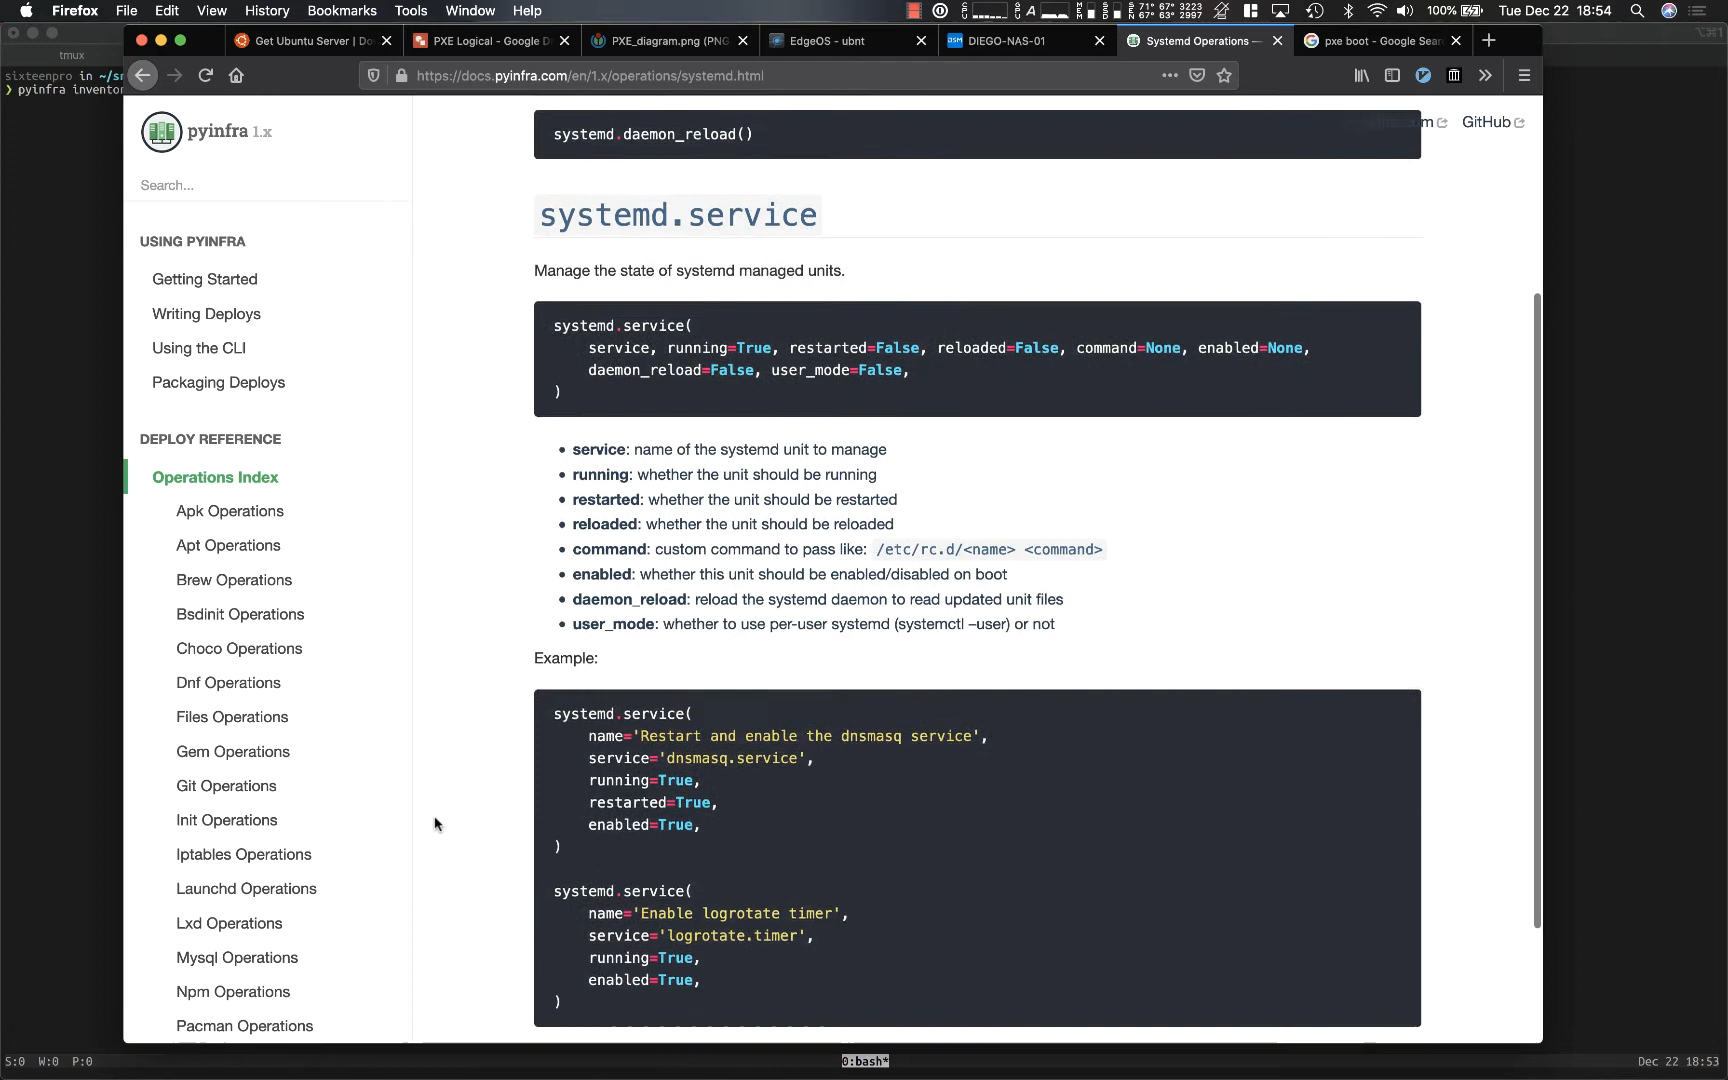 Firefox File Edit View History Bookmarks Tools Window Help
71° 67° 3223
67° 63° 2997
100%
Tue Dec 22 18:54
tmux
⌥⌘1
sixteenpro in ~/sm
❯ pyinfra inventor
Get Ubuntu Server | Do
PXE Logical - Google D
PXE_diagram.png (PNG
EdgeOS - ubnt
DSM DIEGO-NAS-01
Systemd Operations —
pxe boot - Google Sear
https://docs.pyinfra.com/en/1.x/operations/systemd.html
pyinfra 1.x
Search...
USING PYINFRA
Getting Started
Writing Deploys
Using the CLI
Packaging Deploys
DEPLOY REFERENCE
Operations Index
Apk Operations
Apt Operations
Brew Operations
Bsdinit Operations
Choco Operations
Dnf Operations
Files Operations
Gem Operations
Git Operations
Init Operations
Iptables Operations
Launchd Operations
Lxd Operations
Mysql Operations
Npm Operations
Pacman Operations
GitHub
systemd.daemon_reload()
systemd.service
Manage the state of systemd managed units.
systemd.service(
service, running=True, restarted=False, reloaded=False, command=None, enabled=None,
daemon_reload=False, user_mode=False,
)
• service: name of the systemd unit to manage
• running: whether the unit should be running
• restarted: whether the unit should be restarted
• reloaded: whether the unit should be reloaded
• command: custom command to pass like: /etc/rc.d/<name> <command>
• enabled: whether this unit should be enabled/disabled on boot
• daemon_reload: reload the systemd daemon to read updated unit files
• user_mode: whether to use per-user systemd (systemctl –user) or not
Example:
systemd.service(
name='Restart and enable the dnsmasq service',
service='dnsmasq.service',
running=True,
restarted=True,
enabled=True,
)
systemd.service(
name='Enable logrotate timer',
service='logrotate.timer',
running=True,
enabled=True,
)
S:0 W:0 P:0
0:bash*
Dec 22 18:53